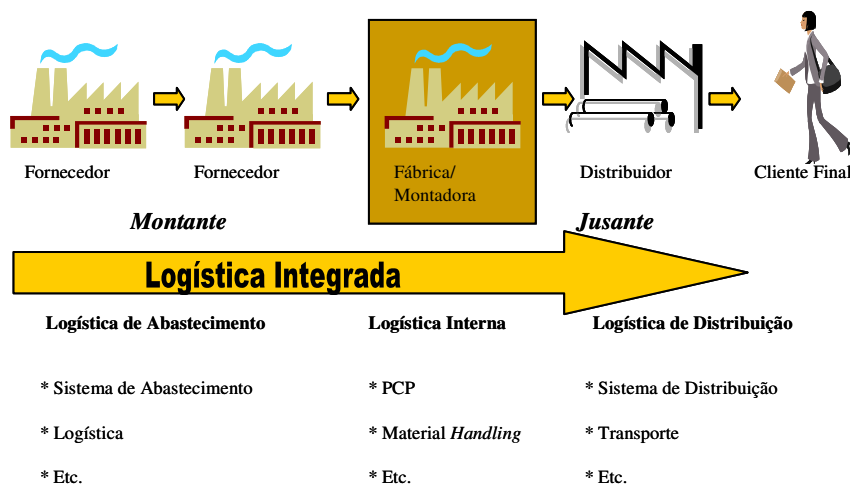 Fornecedor Fornecedor Fábrica/ Distribuidor Cliente Final
Montadora
Montante Jusante
Logística Integrada
Logística de Abastecimento Logística Interna Logística de Distribuição
* Sistema de Abastecimento * PCP * Sistema de Distribuição
* Logística * Material Handling * Transporte
* Etc. * Etc. * Etc.